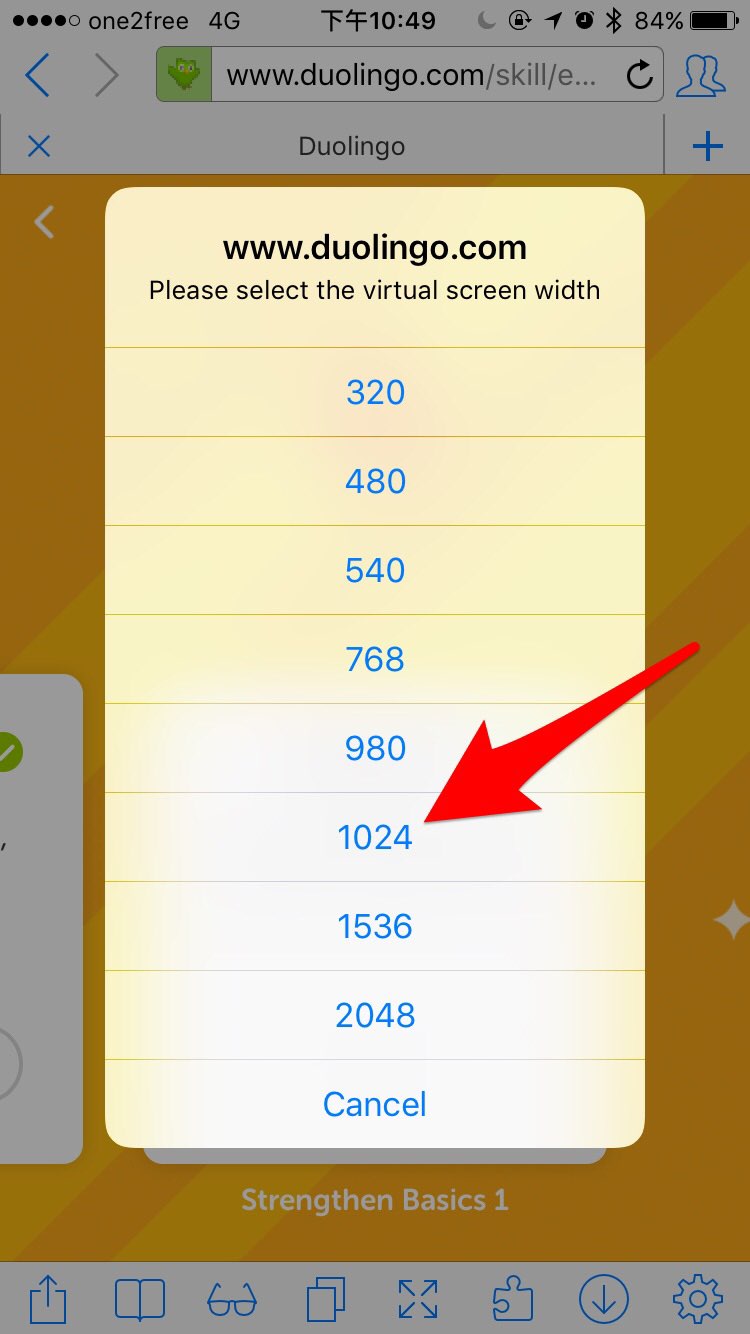 one2free 4G 下午10:49 84%
www.duolingo.com/skill/e...
Duolingo
www.duolingo.com
Please select the virtual screen width
320
480
540
768
980
1024
1536
2048
Cancel
,
Strengthen Basics 1